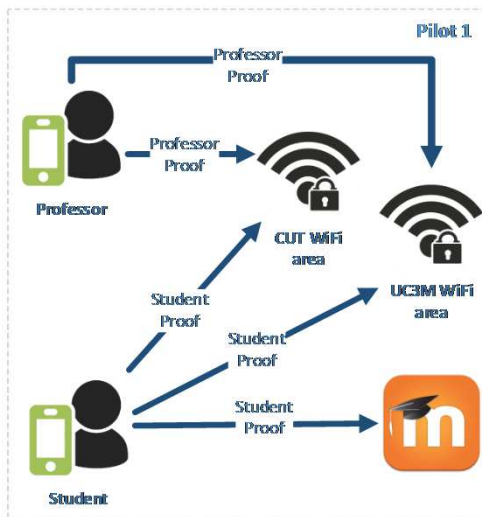 Pilot 1
Professor
Proof
Professor
Proof
Professor
CUT WiFi
area
UC3M WiFi
area
Student
Proof
Student
Proof
Student
Proof
m
Student